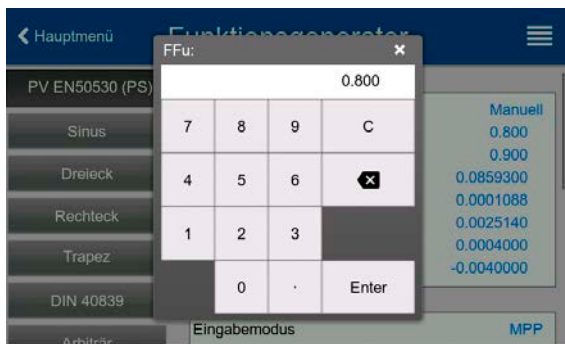 Hauptmenü
FFu:
0.800
PV EN50530 (PS)
Manuell
Sinus
7 8 9 C
0.800
0.900
Dreieck
4 5 6
0.0859300
0.0001088
Rechteck
1 2 3
0.0025140
0.0004000
Trapez
0 . Enter
-0.0040000
DIN 40839
Eingabemodus MPP